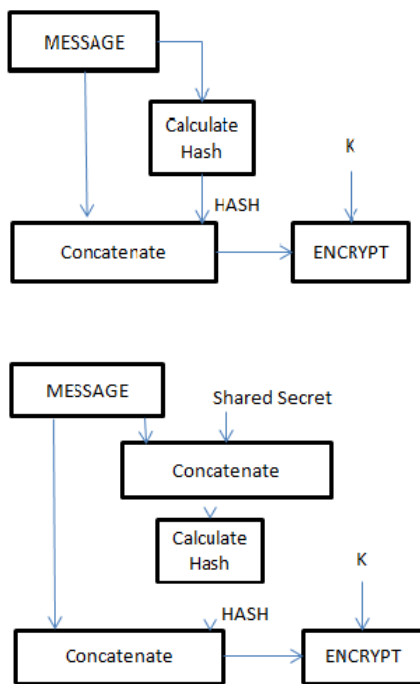 MESSAGE
Calculate
Hash
K
HASH
Concatenate
ENCRYPT
MESSAGE
Shared Secret
Concatenate
Calculate
Hash
K
HASH
Concatenate
ENCRYPT